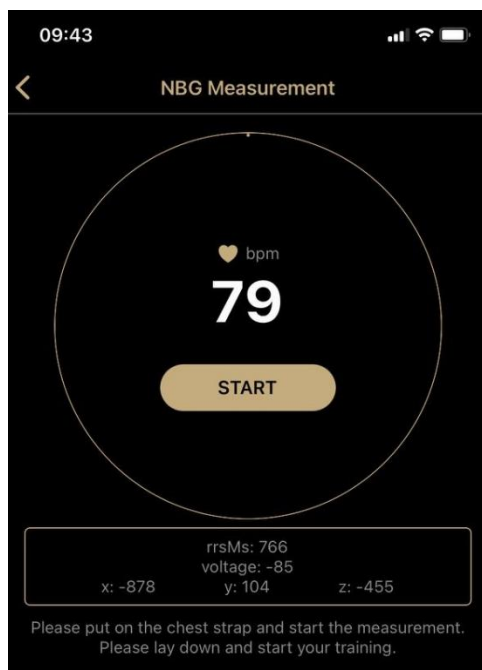 09:43
NBG Measurement
bpm
79
START
rrsMs: 766
voltage: -85
x: -878 y: 104 z: -455
Please put on the chest strap and start the measurement.
Please lay down and start your training.